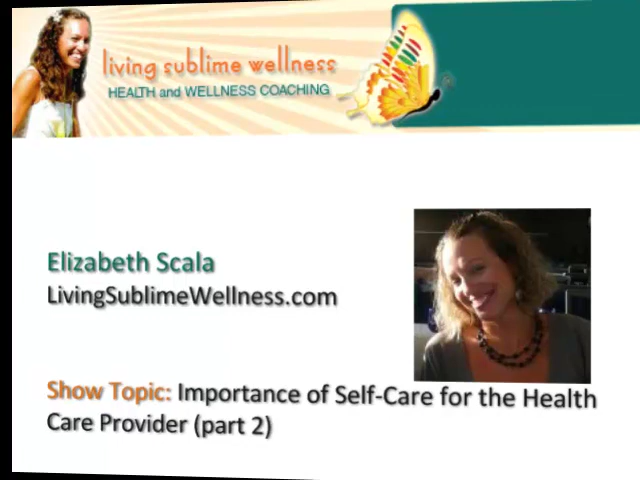 living sublime wellness
HEALTH and WELLNESS COACHING
Elizabeth Scala
LivingSublimeWellness.com
Show Topic: Importance of Self-Care for the Health
Care Provider (part 2)